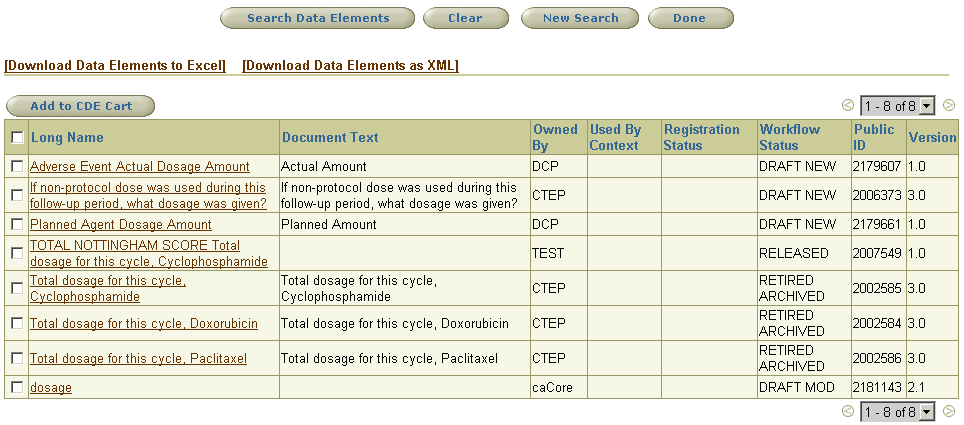 Search Data Elements Clear New Search Done
[Download Data Elements to Excel] [Download Data Elements as XML]
Add to CDE Cart 1 - 8 of 8
Long Name Document Text Owned By Used By Context Registration Status Workflow Status Public ID Version
Adverse Event Actual Dosage Amount Actual Amount DCP DRAFT NEW 2179607 1.0
If non-protocol dose was used during this follow-up period, what dosage was given? If non-protocol dose was used during this follow-up period, what dosage was given? CTEP DRAFT NEW 2006373 3.0
Planned Agent Dosage Amount Planned Amount DCP DRAFT NEW 2179661 1.0
TOTAL NOTTINGHAM SCORE Total dosage for this cycle, Cyclophosphamide TEST RELEASED 2007549 1.0
Total dosage for this cycle, Cyclophosphamide Total dosage for this cycle, Cyclophosphamide CTEP RETIRED ARCHIVED 2002585 3.0
Total dosage for this cycle, Doxorubicin Total dosage for this cycle, Doxorubicin CTEP RETIRED ARCHIVED 2002584 3.0
Total dosage for this cycle, Paclitaxel Total dosage for this cycle, Paclitaxel CTEP RETIRED ARCHIVED 2002586 3.0
dosage caCore DRAFT MOD 2181143 2.1
1 - 8 of 8